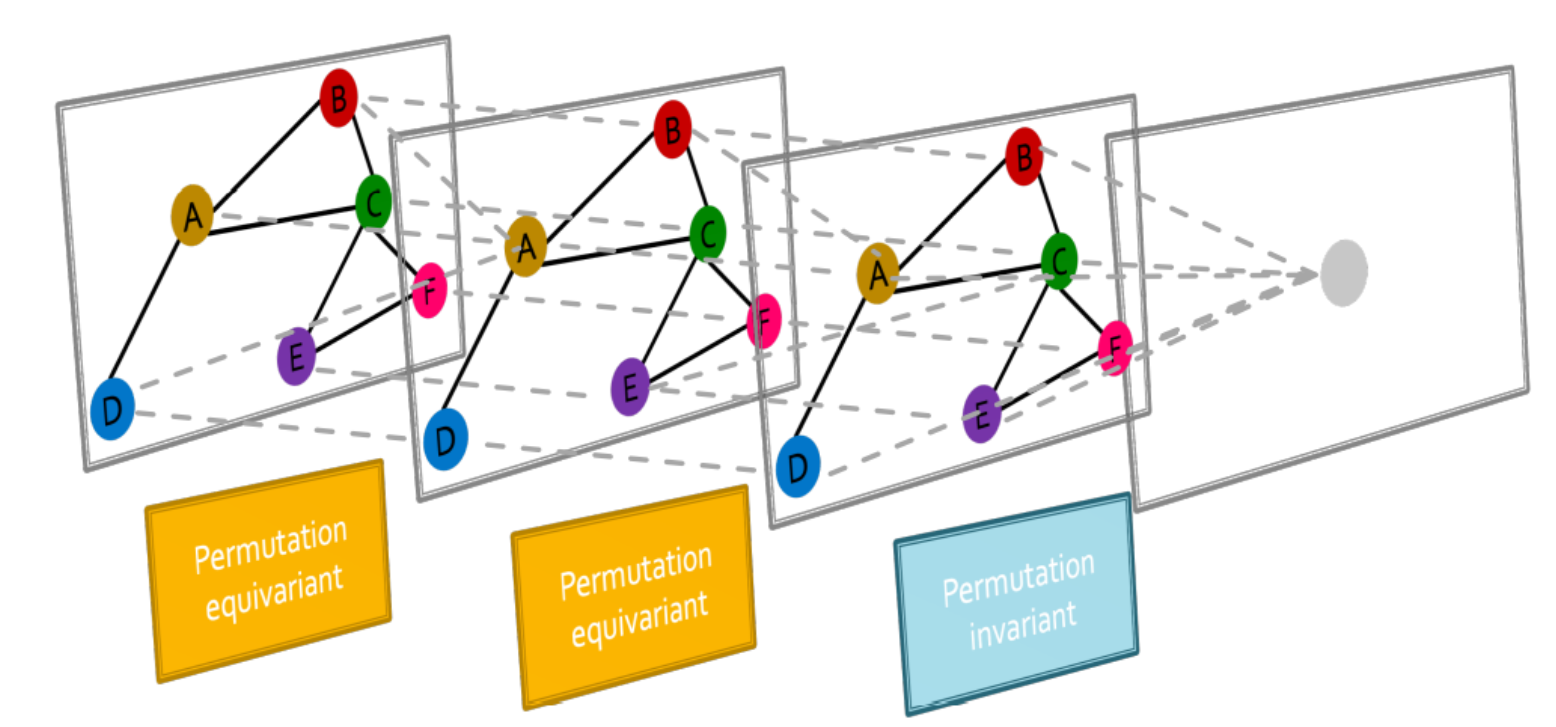 B
A
C
F
E
D
B
A
C
F
E
D
B
A
C
F
E
D
Permutation
equivariant
Permutation
equivariant
Permutation
invariant